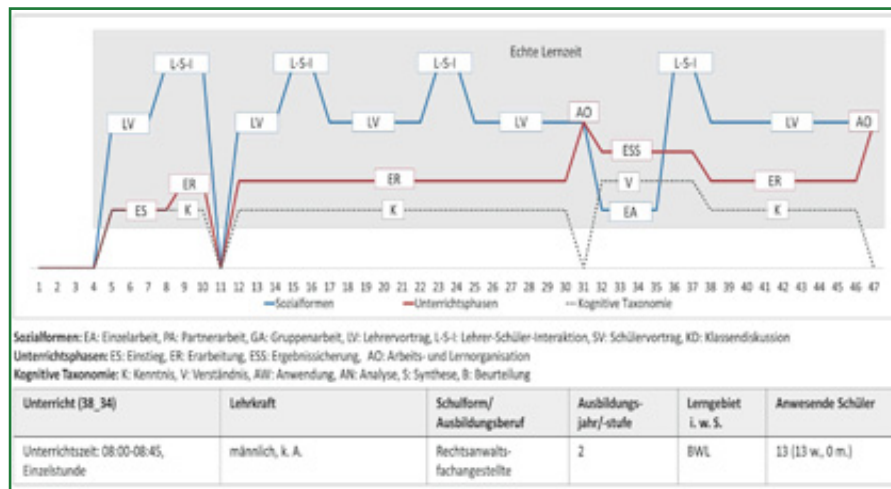 Echte Lernzeit
L-S-I L-S-I L-S-I L-S-I
LV LV LV LV LV AO AO
ESS
ER ER ER
ES K K V EA K
1 2 3 4 5 6 7 8 9 10 11 12 13 14 15 16 17 18 19 20 21 22 23 24 25 26 27 28 29 30 31 32 33 34 35 36 37 38 39 40 41 42 43 44 45 46 47
Sozialformen Unterrichtsphasen Kognitive Taxonomie
Sozialformen: EA: Einzelarbeit, PA: Partnerarbeit, GA: Gruppenarbeit, LV: Lehrervortrag, L-S-I: Lehrer-Schüler-Interaktion, SV: Schülervortrag, KD: Klassendiskussion
Unterrichtsphasen: ES: Einstieg, ER: Erarbeitung, ESS: Ergebnissicherung, AO: Arbeits- und Lernorganisation
Kognitive Taxonomie: K: Kenntnis, V: Verständnis, AW: Anwendung, AN: Analyse, S: Synthese, B: Beurteilung
Unterricht (38_34) Lehrkraft Schulform/ Ausbildungs- Lerngebiet Anwesende Schüler
Ausbildungsberuf jahr/-stufe i. w. S.
Unterrichtszeit: 08:00-08:45, männlich, k. A. Rechtsanwalts- 2 BWL 13 (13 w., 0 m.)
Einzelstunde fachangestellte